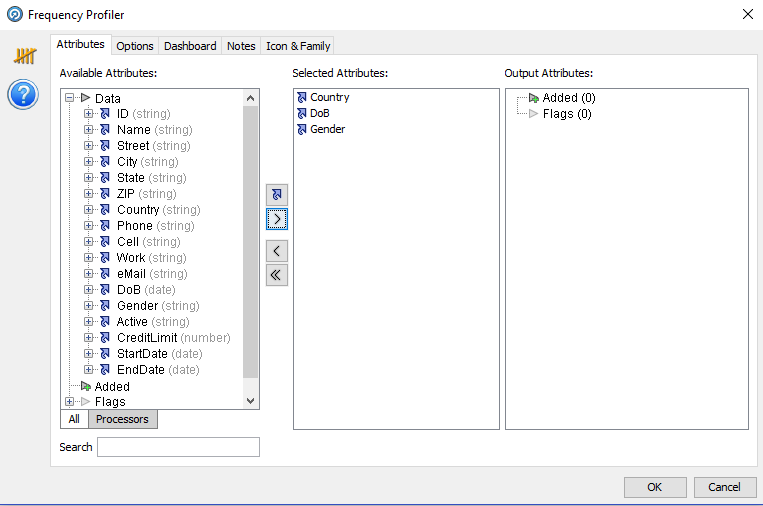 Frequency Profiler
Attributes Options Dashboard Notes Icon & Family
Available Attributes: Selected Attributes: Output Attributes:
Data
ID (string)
Name (string)
Street (string)
City (string)
State (string)
ZIP (string)
Country (string)
Phone (string)
Cell (string)
Work (string)
eMail (string)
DoB (date)
Gender (string)
Active (string)
CreditLimit (number)
StartDate (date)
EndDate (date)
Added
Flags
All Processors
Search
Country
DoB
Gender
Added (0)
Flags (0)
OK Cancel